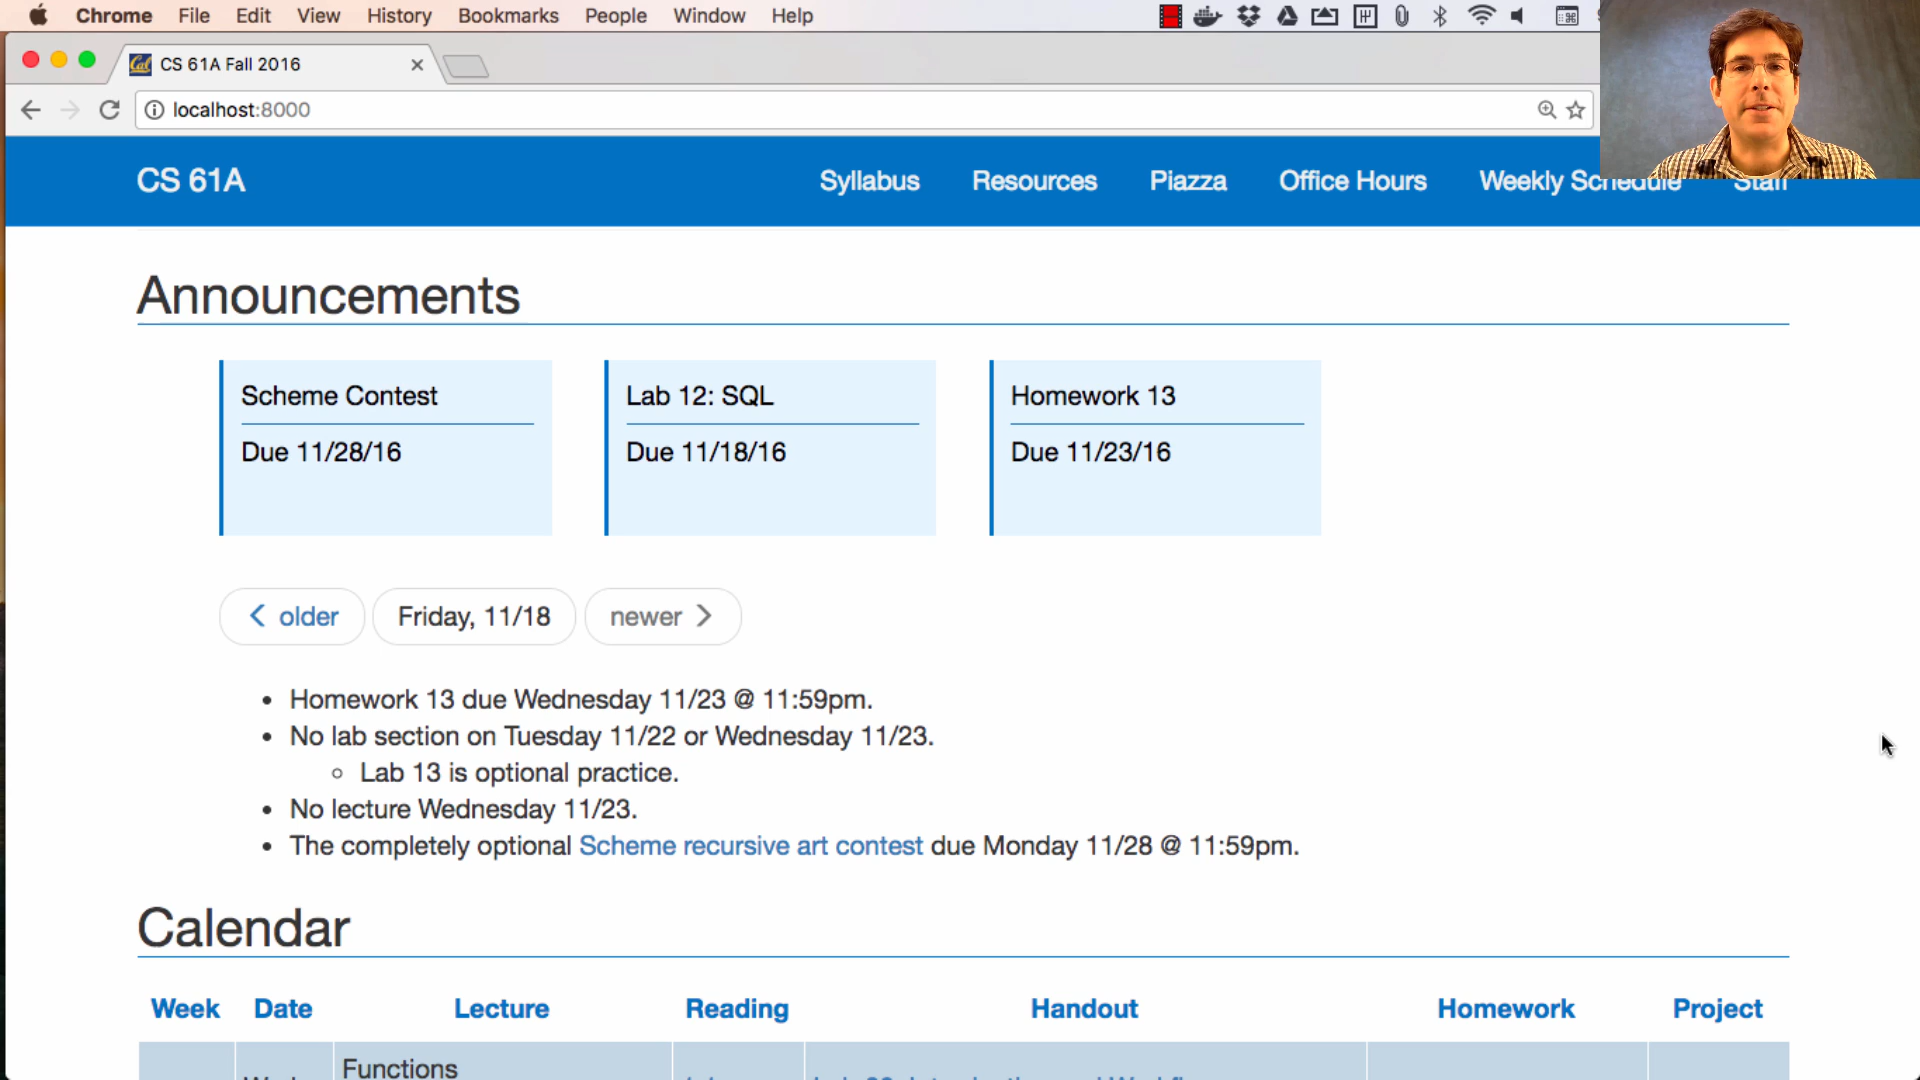 Chrome File Edit View History Bookmarks People Window Help
Cal CS 61A Fall 2016
localhost:8000
CS 61A Syllabus Resources Piazza Office Hours Weekly Schedule Staff
Announcements
Scheme Contest
Due 11/28/16
Lab 12: SQL
Due 11/18/16
Homework 13
Due 11/23/16
older Friday, 11/18 newer
Homework 13 due Wednesday 11/23 @ 11:59pm.
No lab section on Tuesday 11/22 or Wednesday 11/23.
Lab 13 is optional practice.
No lecture Wednesday 11/23.
The completely optional Scheme recursive art contest due Monday 11/28 @ 11:59pm.
Calendar
Week Date Lecture Reading Handout Homework Project
Functions